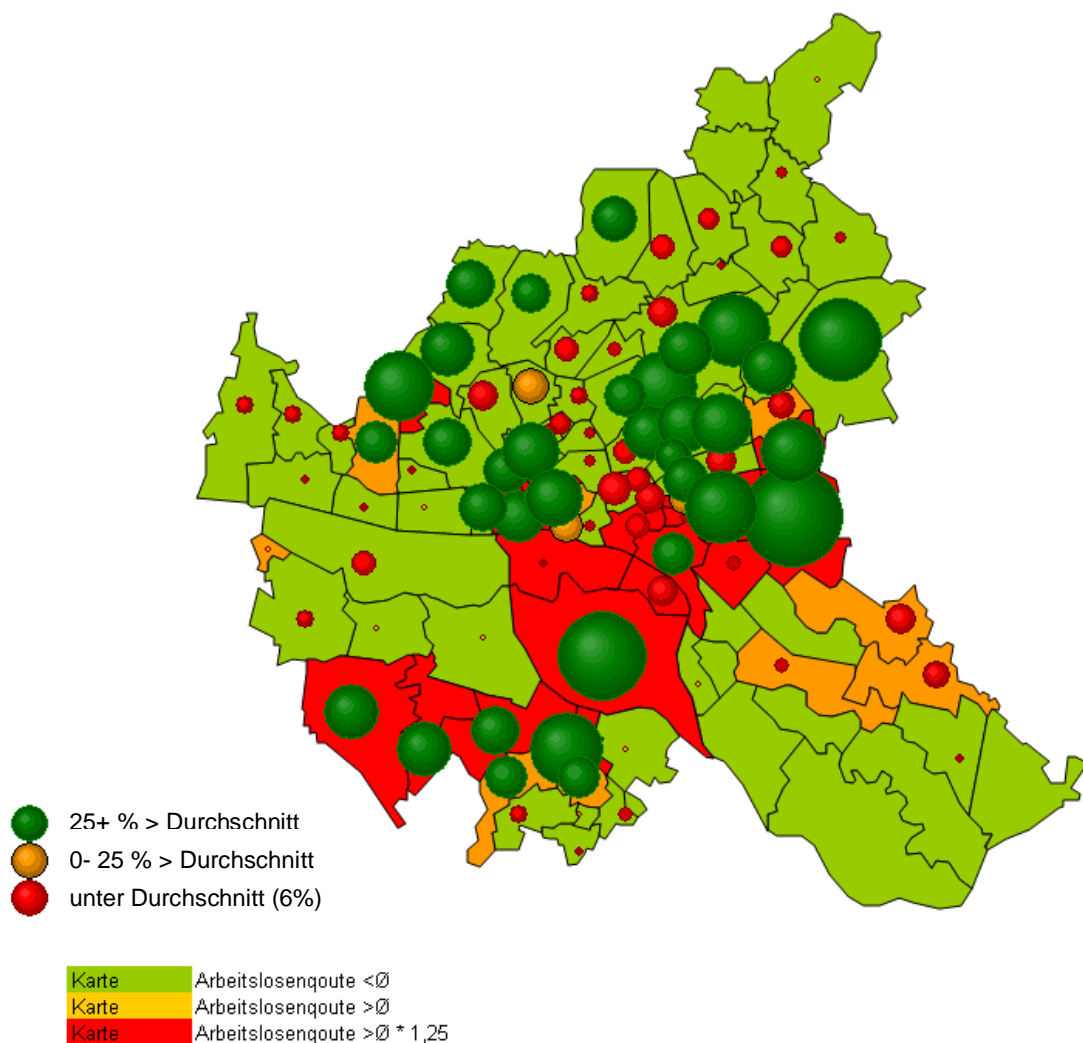 25+ % > Durchschnitt
0- 25 % > Durchschnitt
unter Durchschnitt (6%)
Karte Arbeitslosenqoute <Ø
Karte Arbeitslosenqoute >Ø
Karte Arbeitslosenqoute >Ø * 1,25